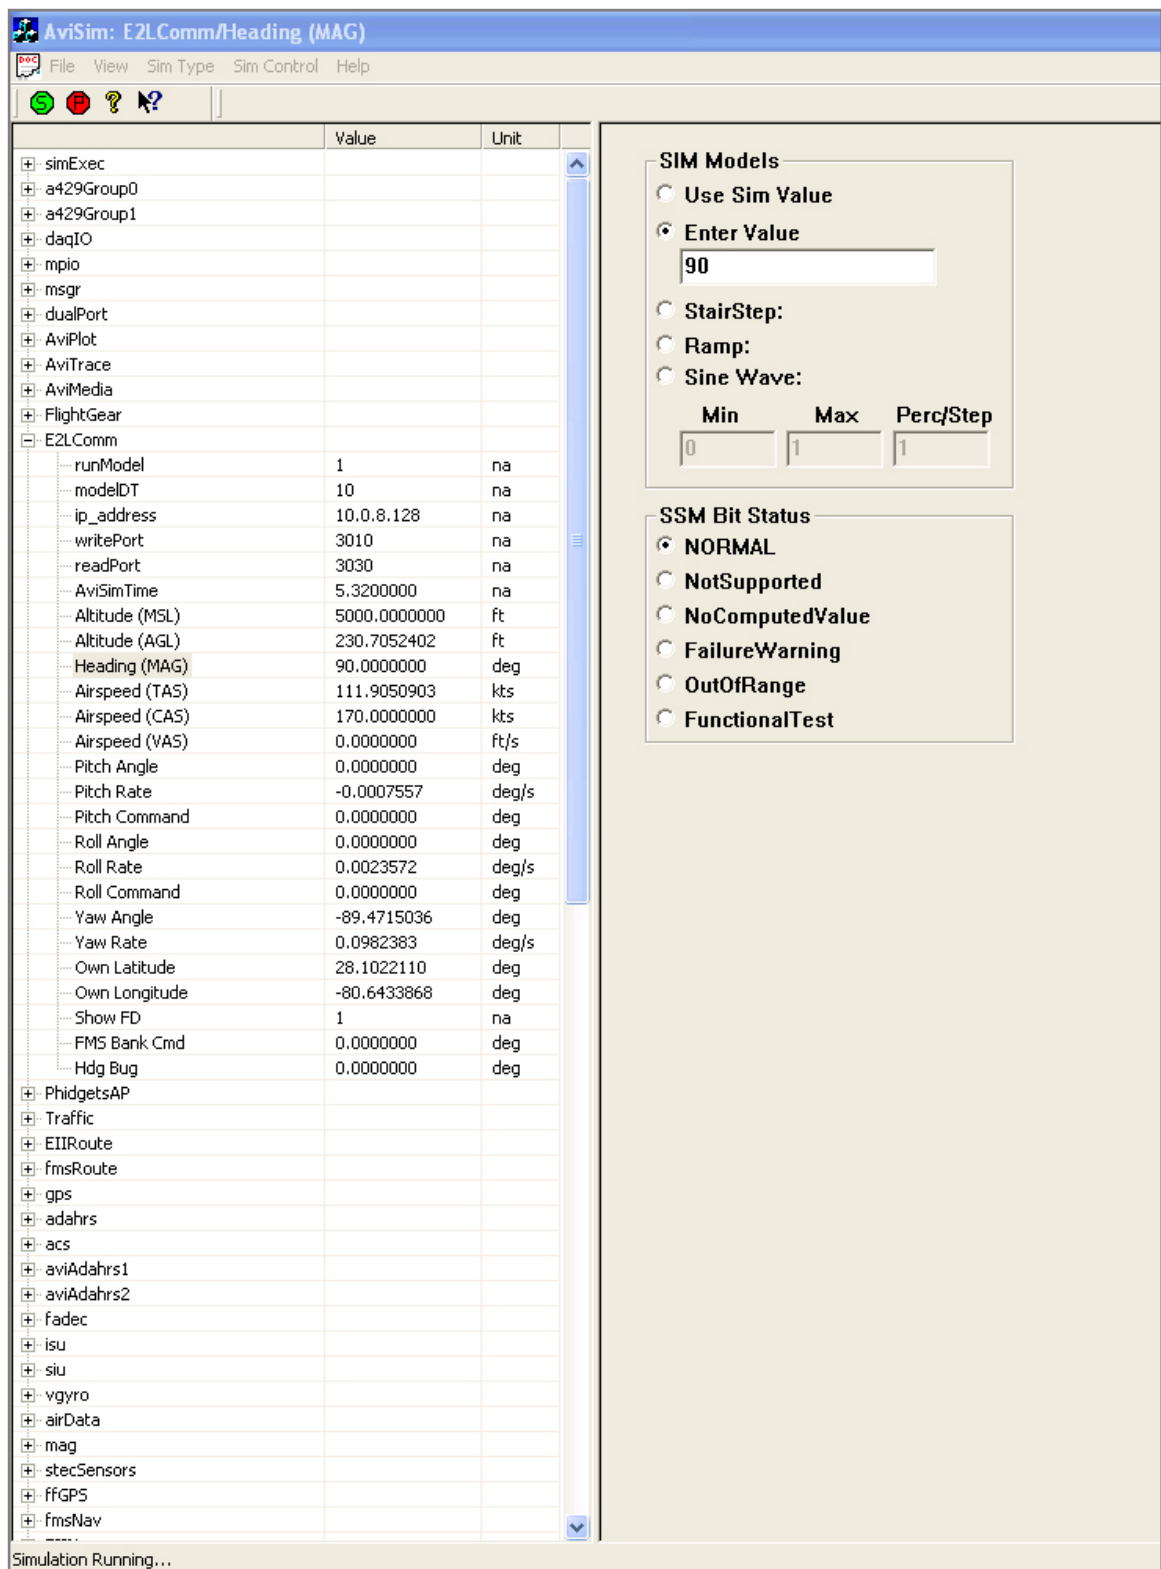 AviSim: E2LComm/Heading (MAG)
DOC File View Sim Type Sim Control Help
S P ? ?
Value Unit
simExec
a429Group0
a429Group1
daqIO
mpio
msgr
dualPort
AviPlot
AviTrace
AviMedia
FlightGear
E2LComm
runModel 1 na
modelDT 10 na
ip_address 10.0.8.128 na
writePort 3010 na
readPort 3030 na
AviSimTime 5.3200000 na
Altitude (MSL) 5000.0000000 ft
Altitude (AGL) 230.7052402 ft
Heading (MAG) 90.0000000 deg
Airspeed (TAS) 111.9050903 kts
Airspeed (CAS) 170.0000000 kts
Airspeed (VAS) 0.0000000 ft/s
Pitch Angle 0.0000000 deg
Pitch Rate -0.0007557 deg/s
Pitch Command 0.0000000 deg
Roll Angle 0.0000000 deg
Roll Rate 0.0023572 deg/s
Roll Command 0.0000000 deg
Yaw Angle -89.4715036 deg
Yaw Rate 0.0982383 deg/s
Own Latitude 28.1022110 deg
Own Longitude -80.6433868 deg
Show FD 1 na
FMS Bank Cmd 0.0000000 deg
Hdg Bug 0.0000000 deg
PhidgetsAP
Traffic
EIIRoute
fmsRoute
gps
adahrs
acs
aviAdahrs1
aviAdahrs2
fadec
isu
siu
vgyro
airData
mag
stecSensors
ffGPS
fmsNav
SIM Models
Use Sim Value
Enter Value
90
StairStep:
Ramp:
Sine Wave:
Min Max Perc/Step
0 1 1
SSM Bit Status
NORMAL
NotSupported
NoComputedValue
FailureWarning
OutOfRange
FunctionalTest
Simulation Running...